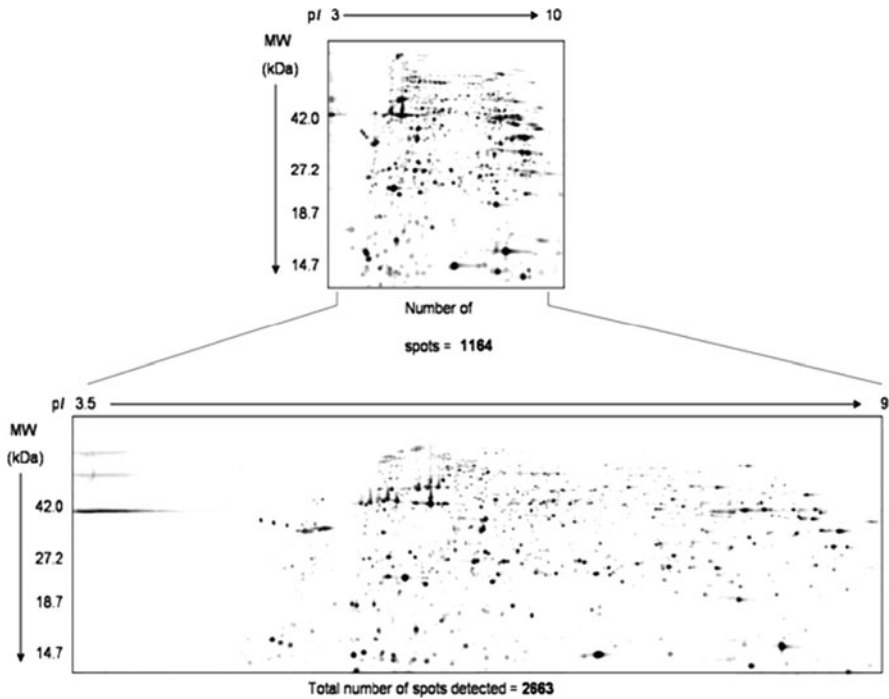 pI 3 10
MW
(kDa)
42.0
27.2
18.7
14.7
Number of
spots = 1164
pI 3.5 9
MW
(kDa)
42.0
27.2
18.7
14.7
Total number of spots detected = 2663